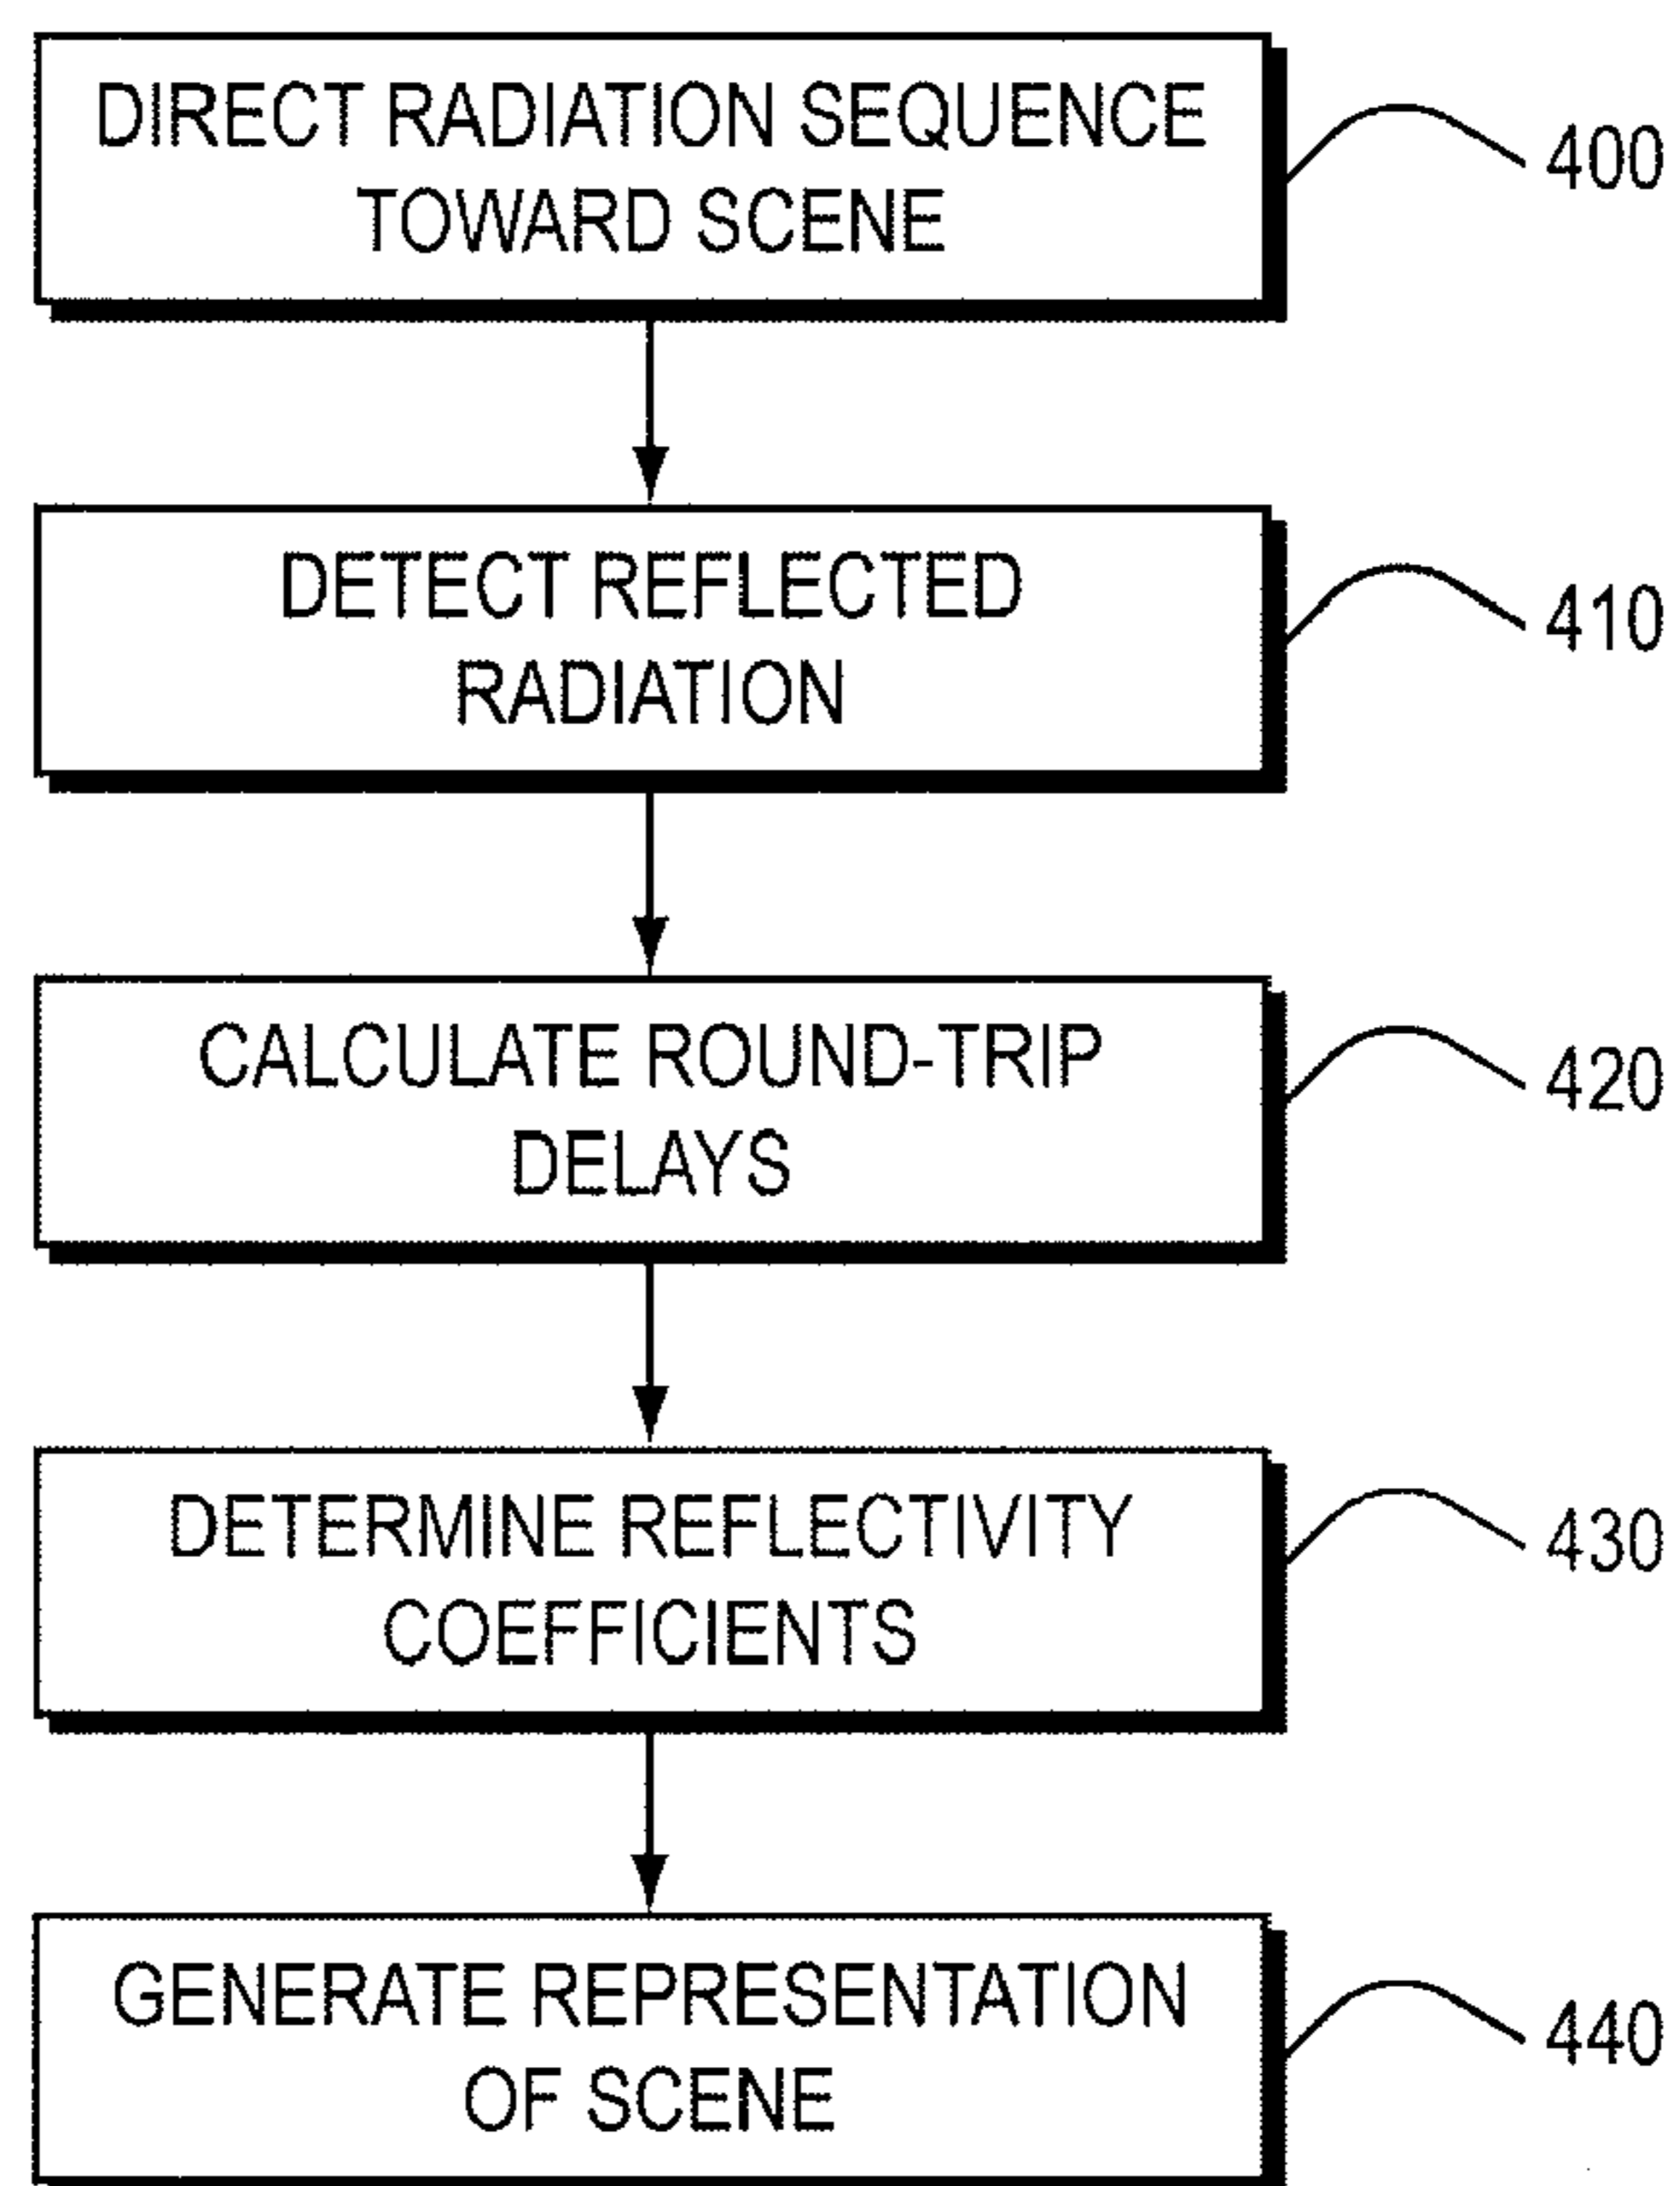 DIRECT RADIATION SEQUENCE
TOWARD SCENE
400
DETECT REFLECTED
RADIATION
410
CALCULATE ROUND-TRIP
DELAYS
420
DETERMINE REFLECTIVITY
COEFFICIENTS
430
GENERATE REPRESENTATION
OF SCENE
440